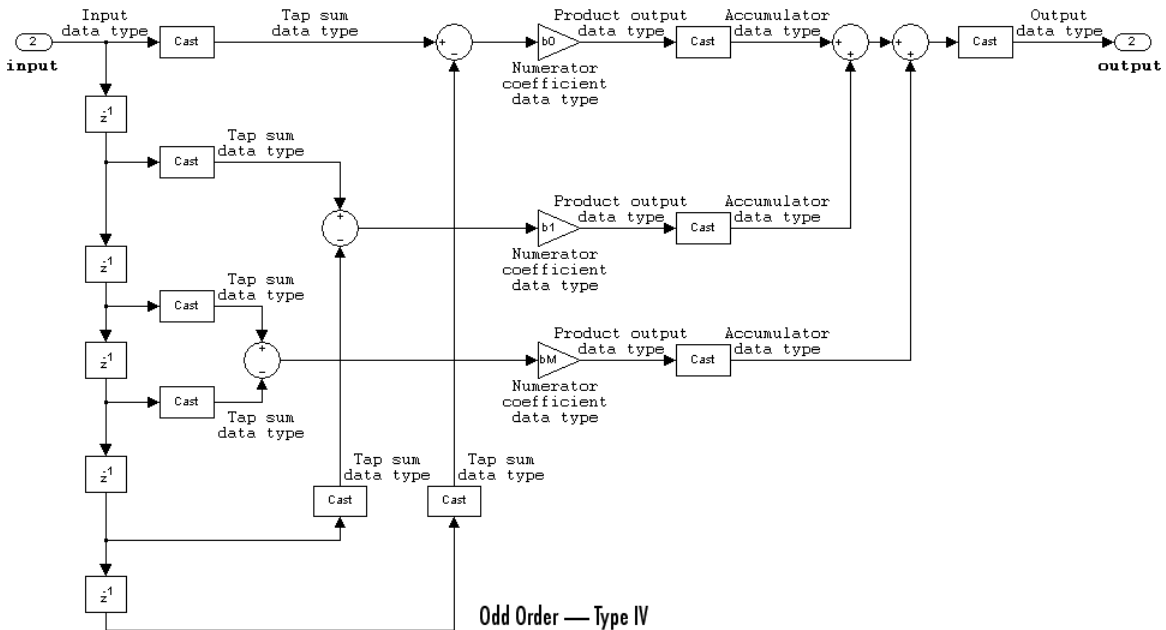 Input
data type
Tap sum
data type
Product output
data type
Accumulator
data type
Output
data type
2
input
Cast
+
−
b0
Cast
+
+
+
+
Cast
2
output
Numerator
coefficient
data type
z-1
Tap sum
data type
Cast
Product output
data type
Accumulator
data type
+
−
b1
Cast
Numerator
coefficient
data type
z-1
Tap sum
data type
Cast
Product output
data type
Accumulator
data type
z-1
+
−
bM
Cast
Numerator
coefficient
data type
Cast
Tap sum
data type
z-1
Tap sum
data type
Tap sum
data type
Cast
Cast
z-1
Odd Order — Type IV